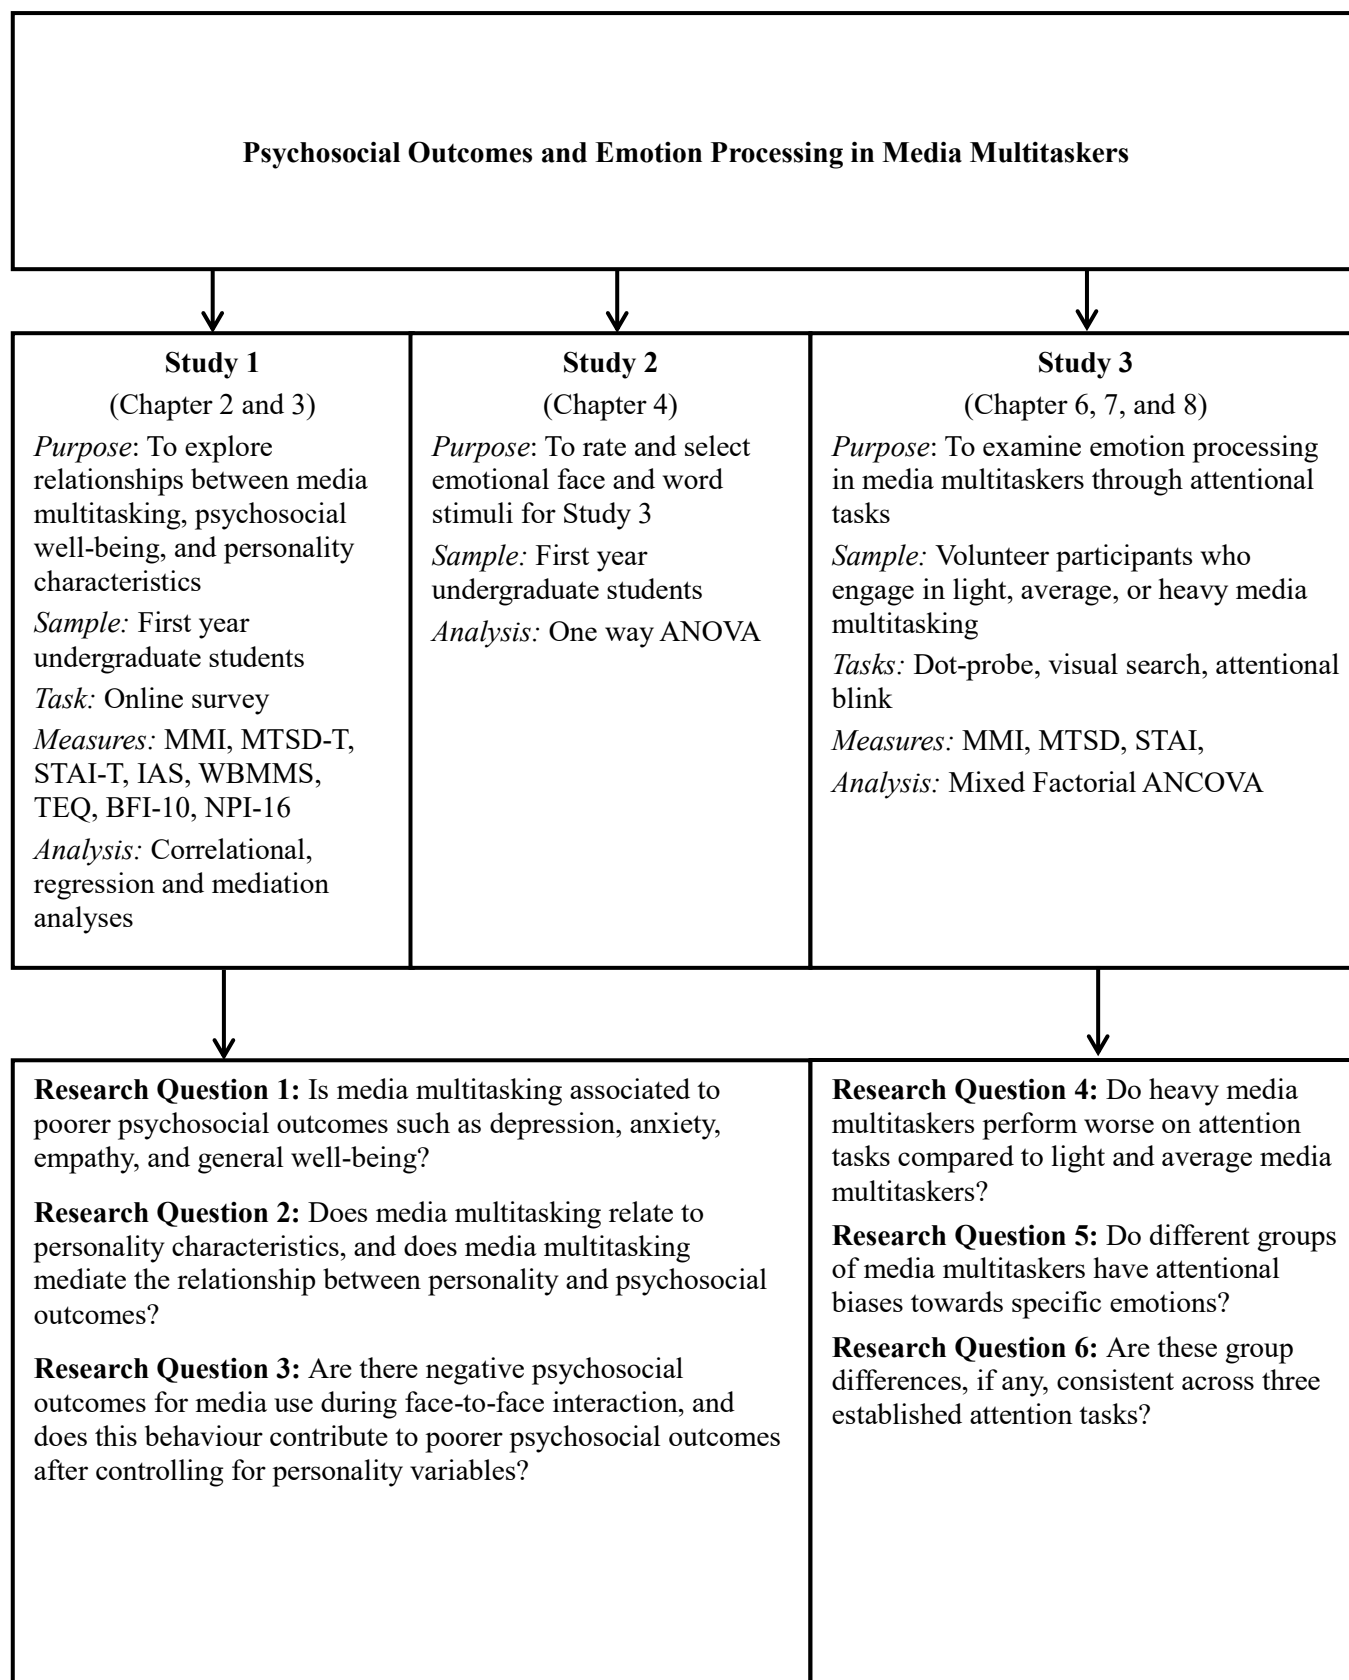 Psychosocial Outcomes and Emotion Processing in Media Multitaskers
Study 1
(Chapter 2 and 3)
Purpose: To explore
relationships between media
multitasking, psychosocial
well-being, and personality
characteristics
Sample: First year
undergraduate students
Task: Online survey
Measures: MMI, MTSD-T,
STAI-T, IAS, WBMMS,
TEQ, BFI-10, NPI-16
Analysis: Correlational,
regression and mediation
analyses
Study 2
(Chapter 4)
Purpose: To rate and select
emotional face and word
stimuli for Study 3
Sample: First year
undergraduate students
Analysis: One way ANOVA
Study 3
(Chapter 6, 7, and 8)
Purpose: To examine emotion processing
in media multitaskers through attentional
tasks
Sample: Volunteer participants who
engage in light, average, or heavy media
multitasking
Tasks: Dot-probe, visual search, attentional
blink
Measures: MMI, MTSD, STAI,
Analysis: Mixed Factorial ANCOVA
Research Question 1: Is media multitasking associated to
poorer psychosocial outcomes such as depression, anxiety,
empathy, and general well-being?
Research Question 2: Does media multitasking relate to
personality characteristics, and does media multitasking
mediate the relationship between personality and psychosocial
outcomes?
Research Question 3: Are there negative psychosocial
outcomes for media use during face-to-face interaction, and
does this behaviour contribute to poorer psychosocial outcomes
after controlling for personality variables?
Research Question 4: Do heavy media
multitaskers perform worse on attention
tasks compared to light and average media
multitaskers?
Research Question 5: Do different groups
of media multitaskers have attentional
biases towards specific emotions?
Research Question 6: Are these group
differences, if any, consistent across three
established attention tasks?